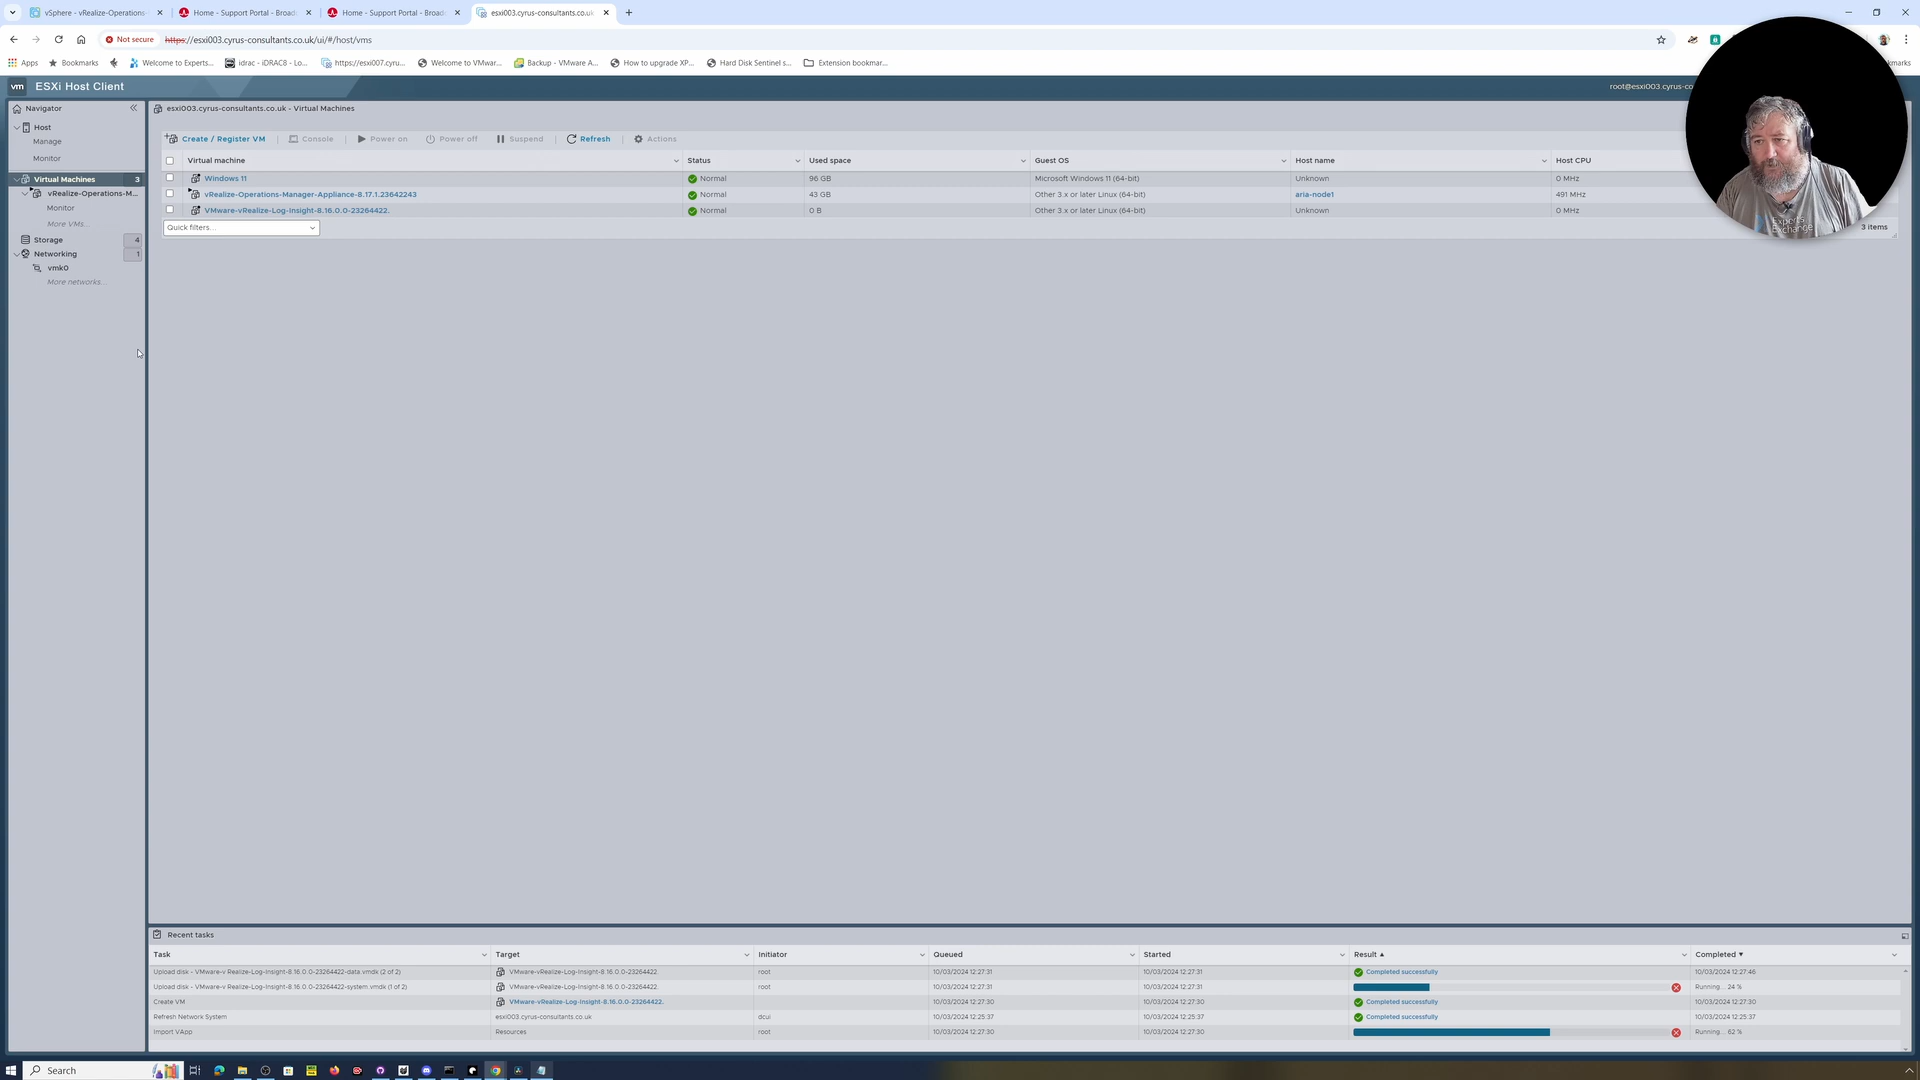 vSphere - vRealize-Operations-
Home - Support Portal - Broad
Home - Support Portal - Broad
esxi003.cyrus-consultants.co.uk
Not secure
https://esxi003.cyrus-consultants.co.uk/ui/#/host/vms
Apps
Bookmarks
Welcome to Experts...
idrac - iDRAC8 - Lo...
https://esxi007.cyru...
Welcome to VMwar...
Backup - VMware A...
How to upgrade XP...
Hard Disk Sentinel s...
Extension bookmar...
vm
ESXi Host Client
root@esxi003.cyrus-co
Navigator
Host
Manage
Monitor
Virtual Machines 3
vRealize-Operations-M...
Monitor
More VMs...
Storage 4
Networking 1
vmk0
More networks...
esxi003.cyrus-consultants.co.uk - Virtual Machines
Create / Register VM | Console | Power on Power off Suspend | Refresh | Actions
Virtual machine Status Used space Guest OS Host name Host CPU
Windows 11 Normal 96 GB Microsoft Windows 11 (64-bit) Unknown 0 MHz
vRealize-Operations-Manager-Appliance-8.17.1.23642243 Normal 43 GB Other 3.x or later Linux (64-bit) aria-node1 491 MHz
VMware-vRealize-Log-Insight-8.16.0.0-23264422. Normal 0 B Other 3.x or later Linux (64-bit) Unknown 0 MHz
Quick filters...
3 items
Experts
Exchange
Recent tasks
Task Target Initiator Queued Started Result Completed
Upload disk - VMware-v Realize-Log-Insight-8.16.0.0-23264422-data.vmdk (2 of 2) VMware-vRealize-Log-Insight-8.16.0.0-23264422. root 10/03/2024 12:27:31 10/03/2024 12:27:31 Completed successfully 10/03/2024 12:27:46
Upload disk - VMware-v Realize-Log-Insight-8.16.0.0-23264422-system.vmdk (1 of 2) VMware-vRealize-Log-Insight-8.16.0.0-23264422. root 10/03/2024 12:27:31 10/03/2024 12:27:31 Running... 24 %
Create VM VMware-vRealize-Log-Insight-8.16.0.0-23264422. 10/03/2024 12:27:30 10/03/2024 12:27:30 Completed successfully 10/03/2024 12:27:30
Refresh Network System esxi003.cyrus-consultants.co.uk dcui 10/03/2024 12:25:37 10/03/2024 12:25:37 Completed successfully 10/03/2024 12:25:37
Import VApp Resources root 10/03/2024 12:27:30 10/03/2024 12:27:30 Running... 62 %
Search